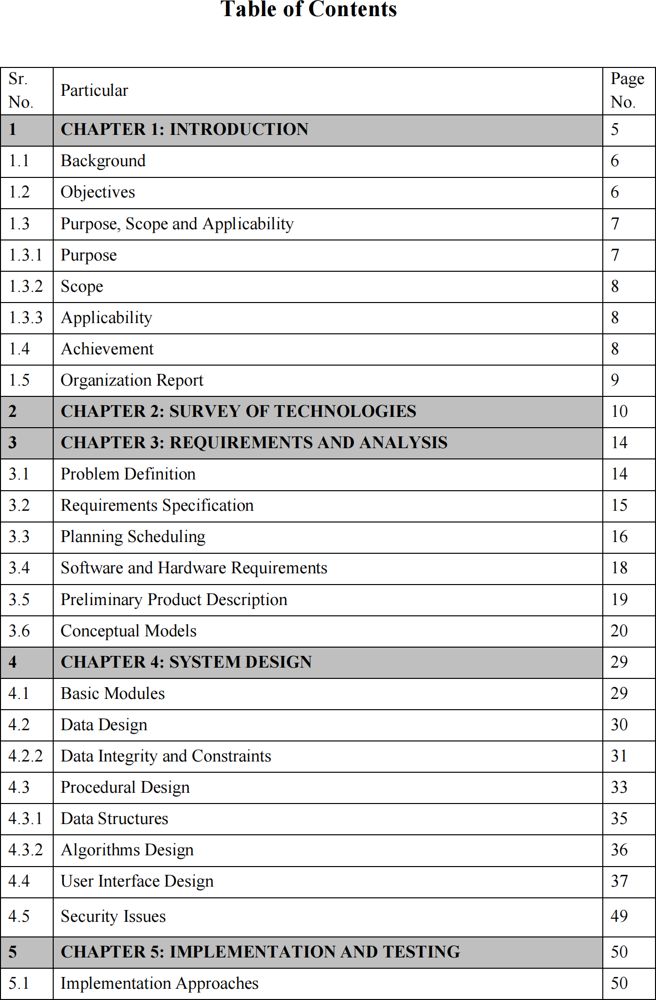 Table of Contents
Sr. No. Particular Page No.
1 CHAPTER 1: INTRODUCTION 5
1.1 Background 6
1.2 Objectives 6
1.3 Purpose, Scope and Applicability 7
1.3.1 Purpose 7
1.3.2 Scope 8
1.3.3 Applicability 8
1.4 Achievement 8
1.5 Organization Report 9
2 CHAPTER 2: SURVEY OF TECHNOLOGIES 10
3 CHAPTER 3: REQUIREMENTS AND ANALYSIS 14
3.1 Problem Definition 14
3.2 Requirements Specification 15
3.3 Planning Scheduling 16
3.4 Software and Hardware Requirements 18
3.5 Preliminary Product Description 19
3.6 Conceptual Models 20
4 CHAPTER 4: SYSTEM DESIGN 29
4.1 Basic Modules 29
4.2 Data Design 30
4.2.2 Data Integrity and Constraints 31
4.3 Procedural Design 33
4.3.1 Data Structures 35
4.3.2 Algorithms Design 36
4.4 User Interface Design 37
4.5 Security Issues 49
5 CHAPTER 5: IMPLEMENTATION AND TESTING 50
5.1 Implementation Approaches 50